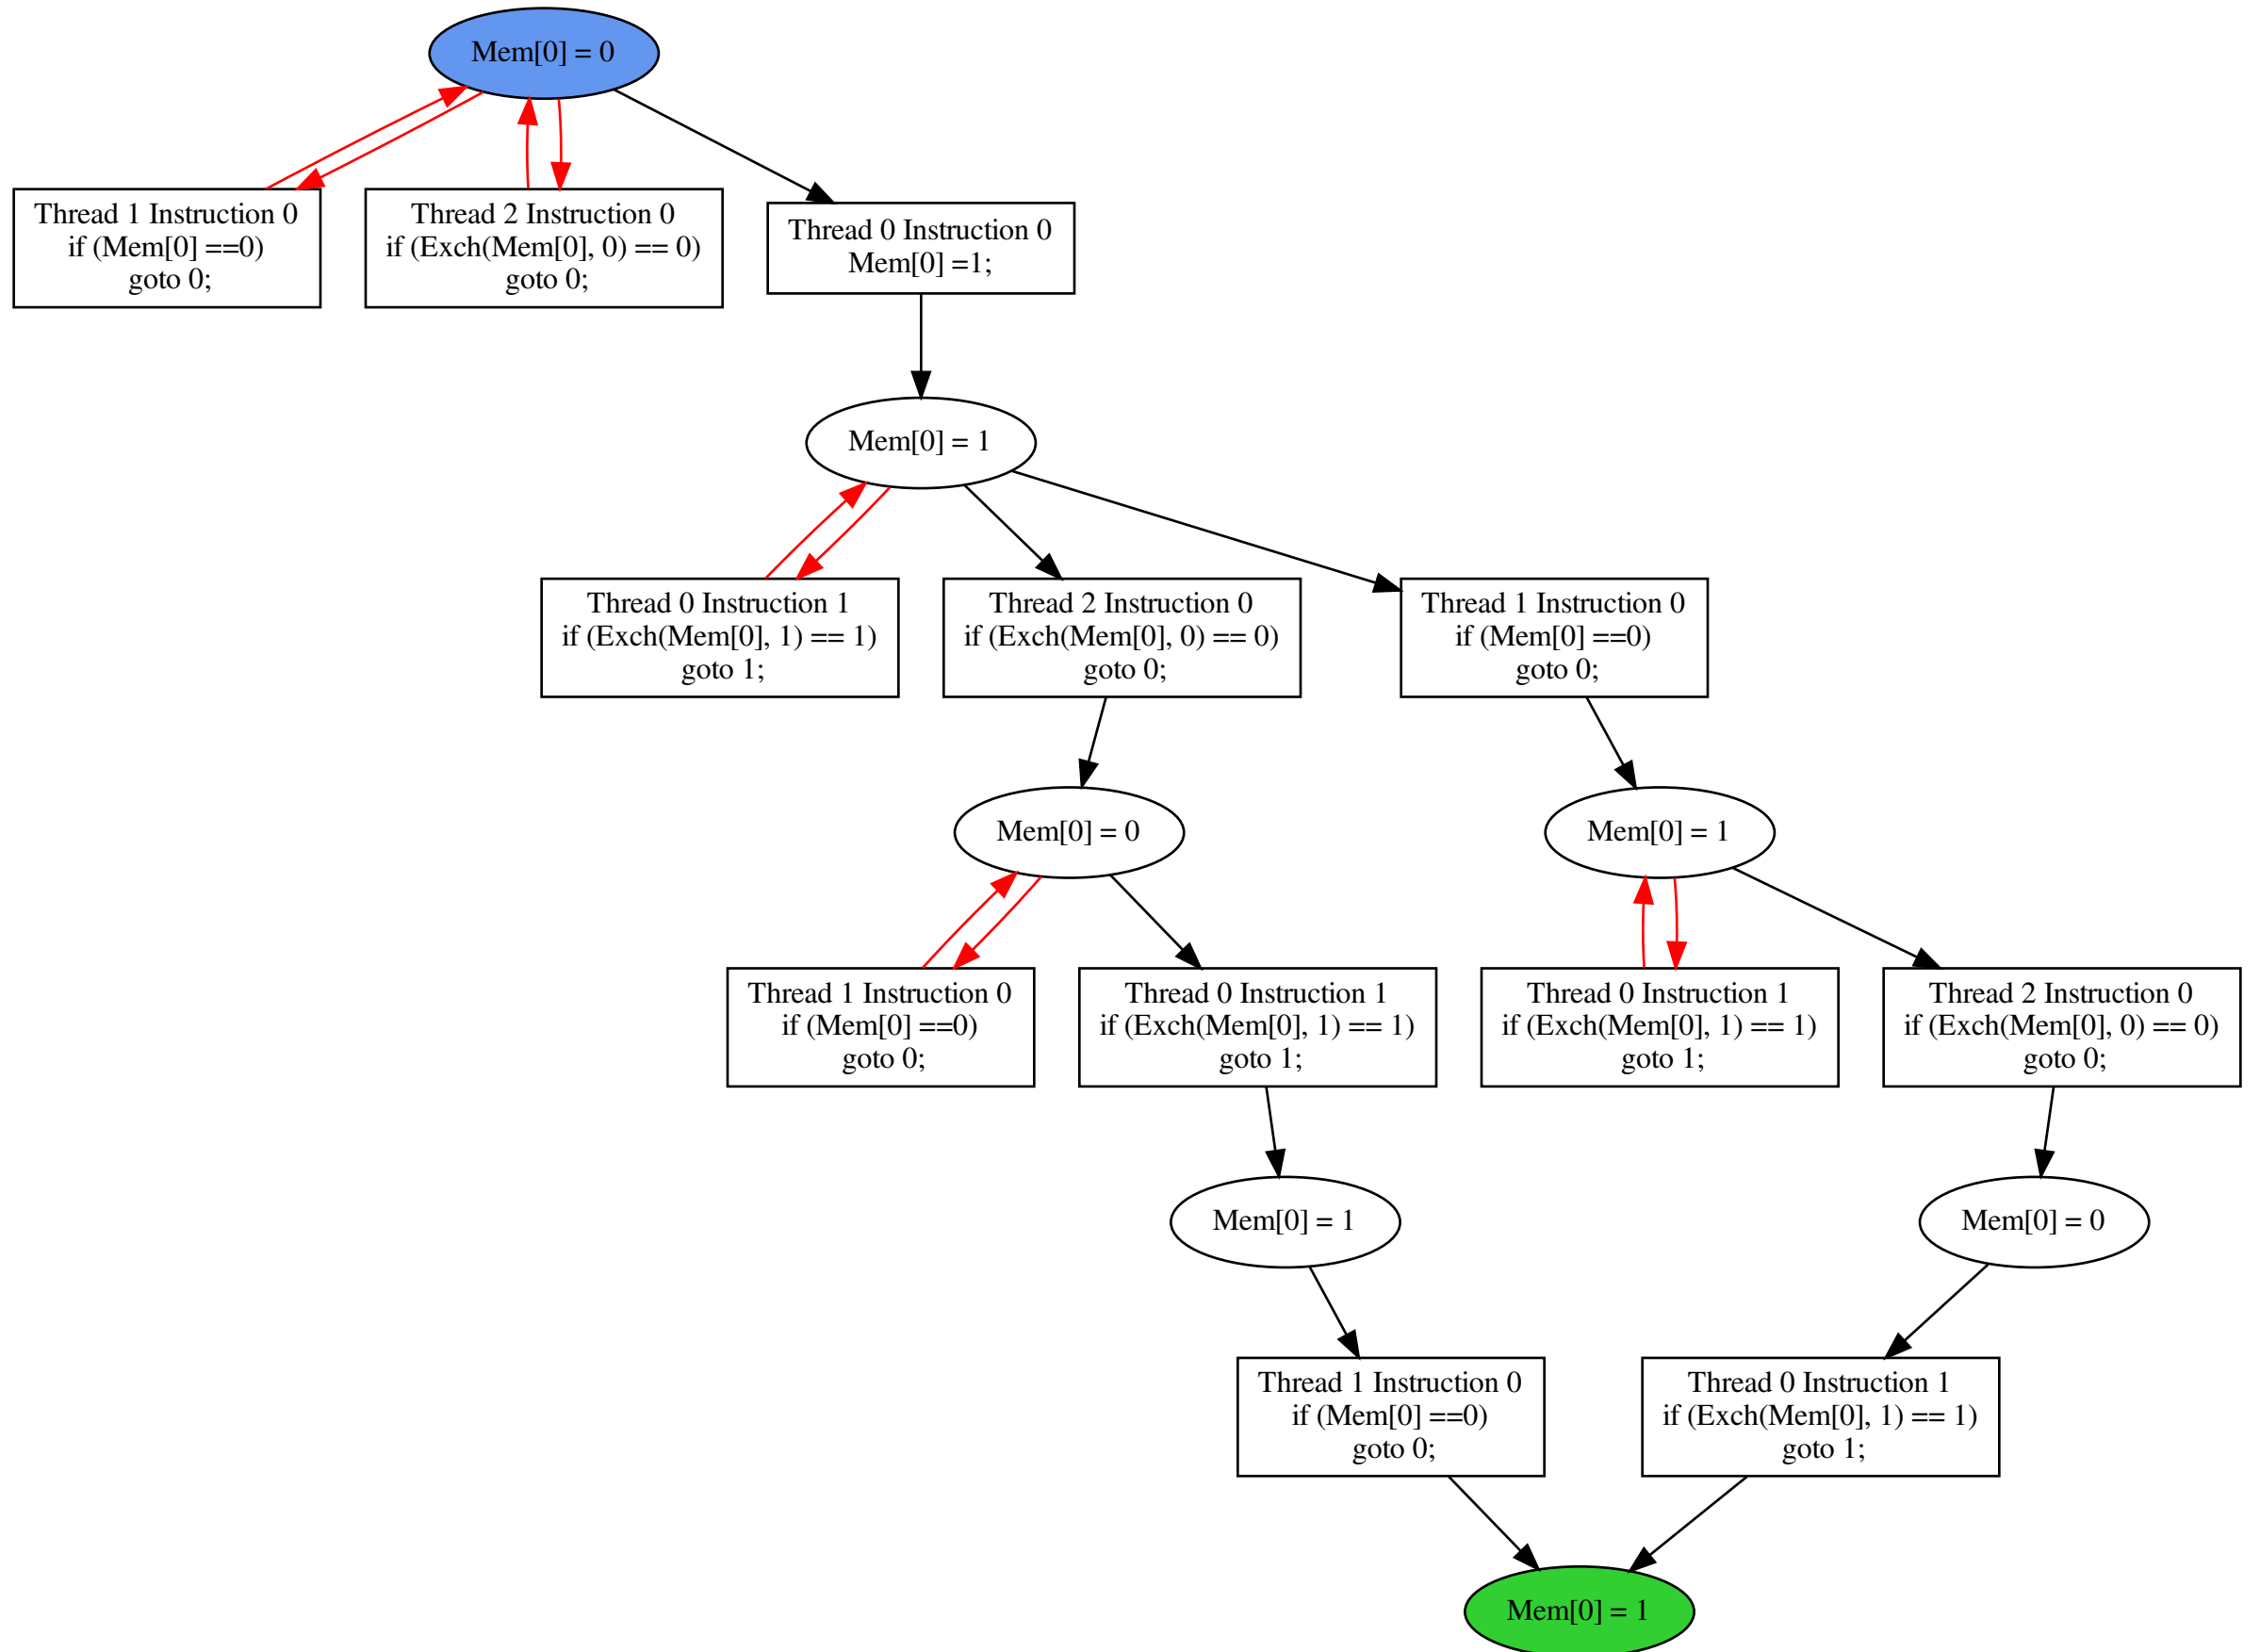 Mem[0] = 0
Thread 1 Instruction 0
if (Mem[0] ==0)
goto 0;
Thread 2 Instruction 0
if (Exch(Mem[0], 0) == 0)
goto 0;
Thread 0 Instruction 0
Mem[0] =1;
Mem[0] = 1
Thread 0 Instruction 1
if (Exch(Mem[0], 1) == 1)
goto 1;
Thread 2 Instruction 0
if (Exch(Mem[0], 0) == 0)
goto 0;
Thread 1 Instruction 0
if (Mem[0] ==0)
goto 0;
Mem[0] = 0
Mem[0] = 1
Thread 1 Instruction 0
if (Mem[0] ==0)
goto 0;
Thread 0 Instruction 1
if (Exch(Mem[0], 1) == 1)
goto 1;
Thread 0 Instruction 1
if (Exch(Mem[0], 1) == 1)
goto 1;
Thread 2 Instruction 0
if (Exch(Mem[0], 0) == 0)
goto 0;
Mem[0] = 1
Mem[0] = 0
Thread 1 Instruction 0
if (Mem[0] ==0)
goto 0;
Thread 0 Instruction 1
if (Exch(Mem[0], 1) == 1)
goto 1;
Mem[0] = 1